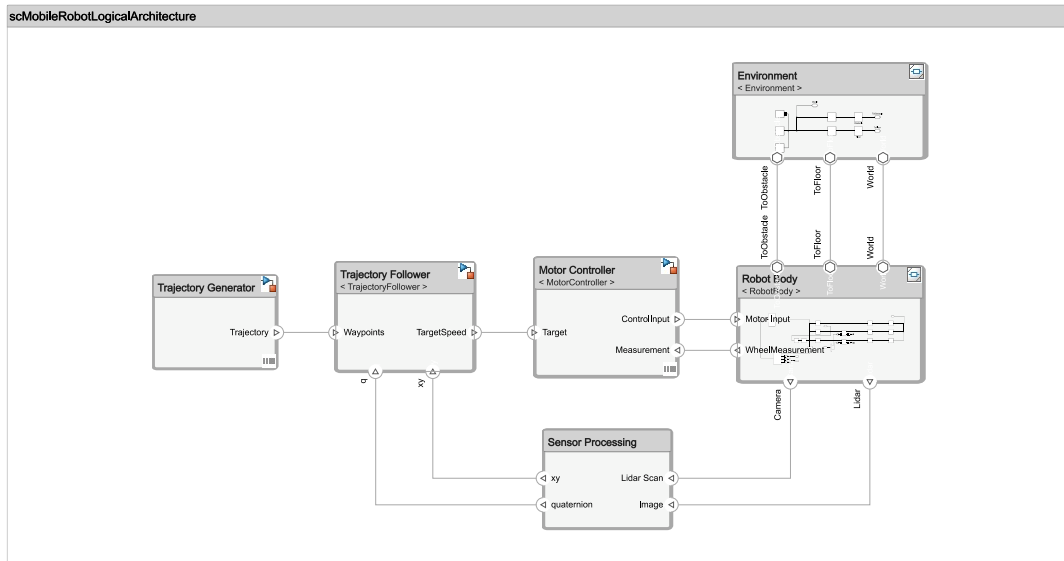 scMobileRobotLogicalArchitecture
Environment
< Environment >
ToObstacle
ToFloor
World
ToObstacle
ToFloor
World
Trajectory Generator
Trajectory
Trajectory Follower
< TrajectoryFollower >
Waypoints
TargetSpeed
q
xy
Motor Controller
< MotorController >
Target
ControlInput
Measurement
Robot Body
< RobotBody >
Motor Input
WheelMeasurement
Camera
Lidar
Sensor Processing
xy
Lidar Scan
quaternion
Image